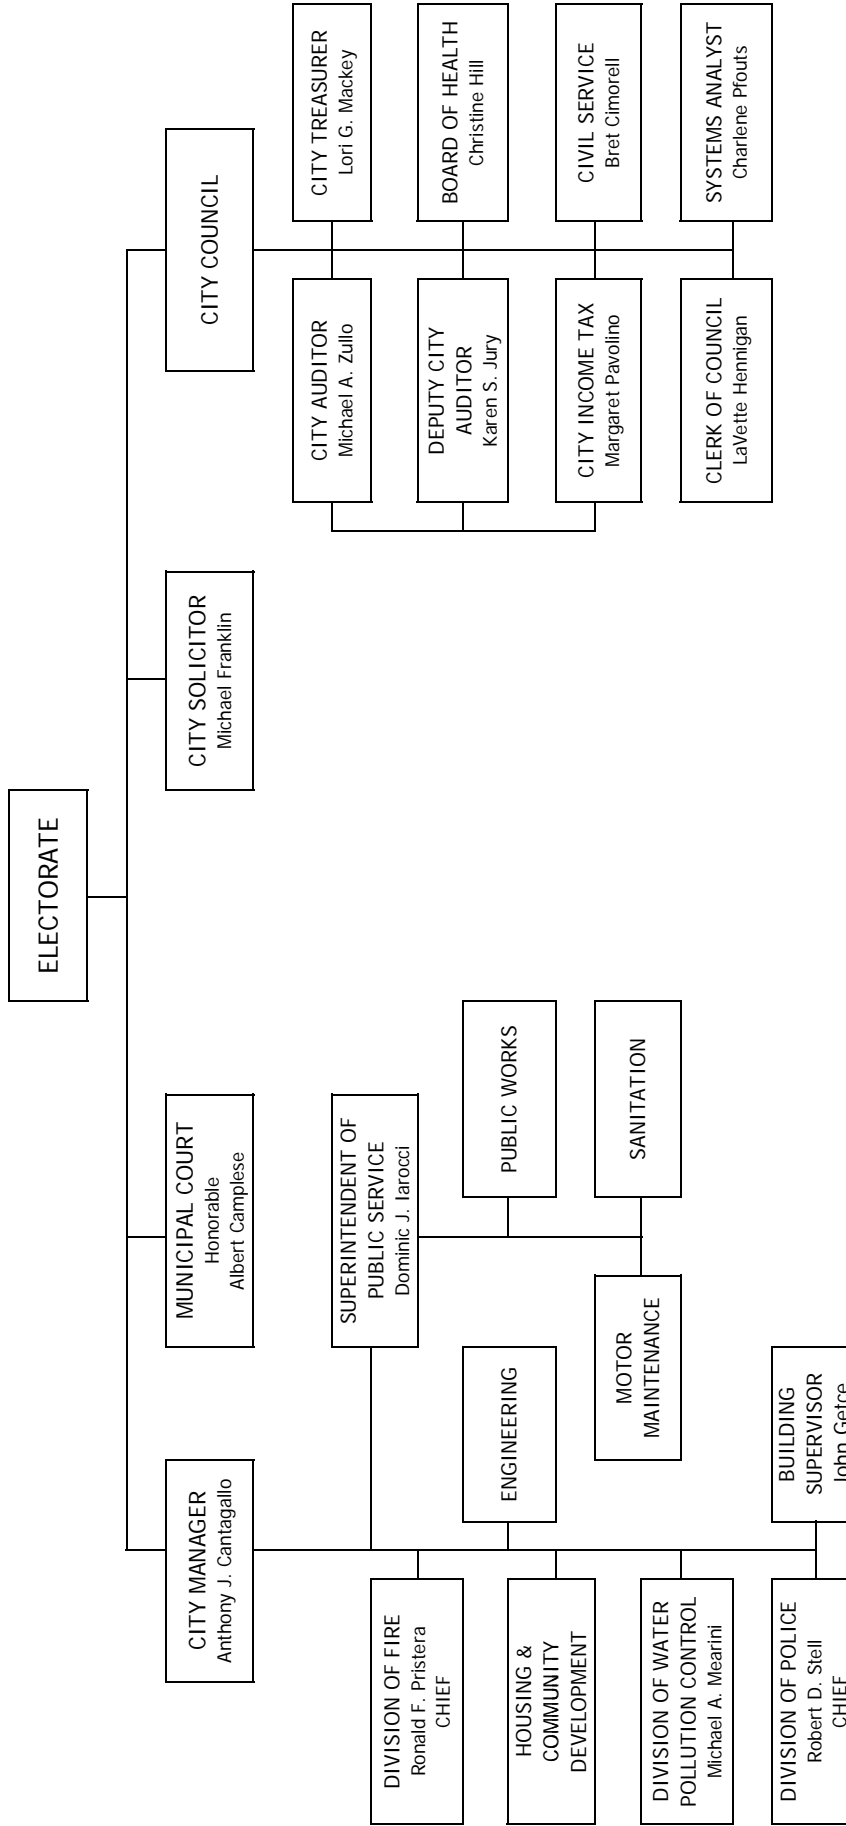 ELECTORATE
CITY MANAGER
Anthony J. Cantagallo
MUNICIPAL COURT
Honorable
Albert Camplese
CITY SOLICITOR
Michael Franklin
CITY COUNCIL
SUPERINTENDENT OF
PUBLIC SERVICE
Dominic J. Iarocci
DIVISION OF FIRE
Ronald F. Pristera
CHIEF
ENGINEERING
PUBLIC WORKS
HOUSING &
COMMUNITY
DEVELOPMENT
MOTOR
MAINTENANCE
SANITATION
DIVISION OF WATER
POLLUTION CONTROL
Michael A. Mearini
DIVISION OF POLICE
Robert D. Stell
CHIEF
BUILDING
SUPERVISOR
John Getce
CITY AUDITOR
Michael A. Zullo
CITY TREASURER
Lori G. Mackey
DEPUTY CITY
AUDITOR
Karen S. Jury
BOARD OF HEALTH
Christine Hill
CITY INCOME TAX
Margaret Pavolino
CIVIL SERVICE
Bret Cimorell
CLERK OF COUNCIL
LaVette Hennigan
SYSTEMS ANALYST
Charlene Pfouts